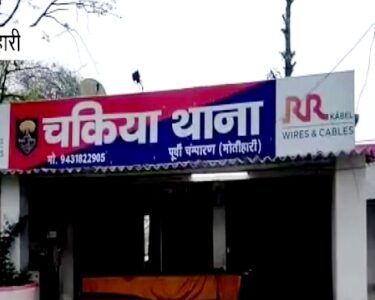 हारी
चकिया थाना
मो. 9431822905
पूर्वी चम्पारण (मोतीहारी)
RR KABEL
WIRES & CABLES